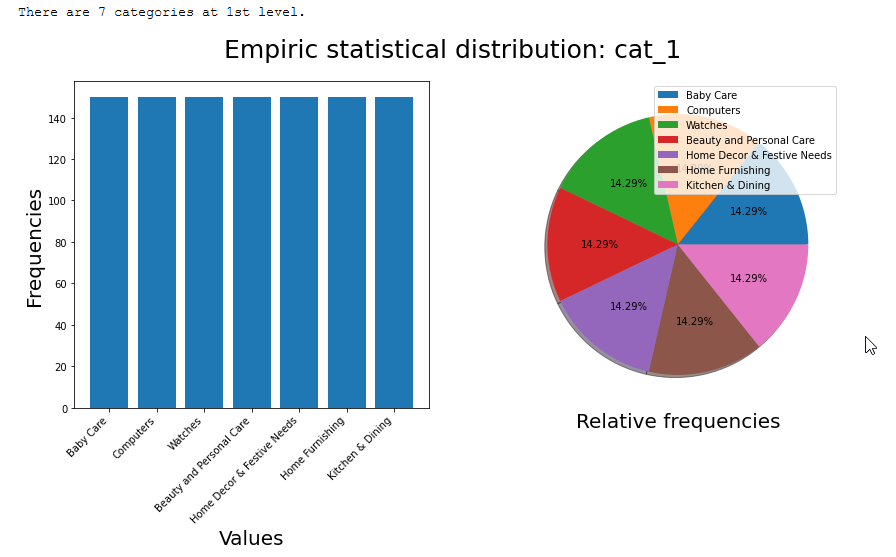 There are 7 categories at 1st level.
Empiric statistical distribution: cat_1
Frequencies
140
120
100
80
60
40
20
0
Baby Care
Computers
Watches
Beauty and Personal Care
Home Decor & Festive Needs
Home Furnishing
Kitchen & Dining
Values
Baby Care
Computers
Watches
Beauty and Personal Care
Home Decor & Festive Needs
Home Furnishing
Kitchen & Dining
14.29%
14.29%
14.29%
14.29%
14.29%
14.29%
Relative frequencies